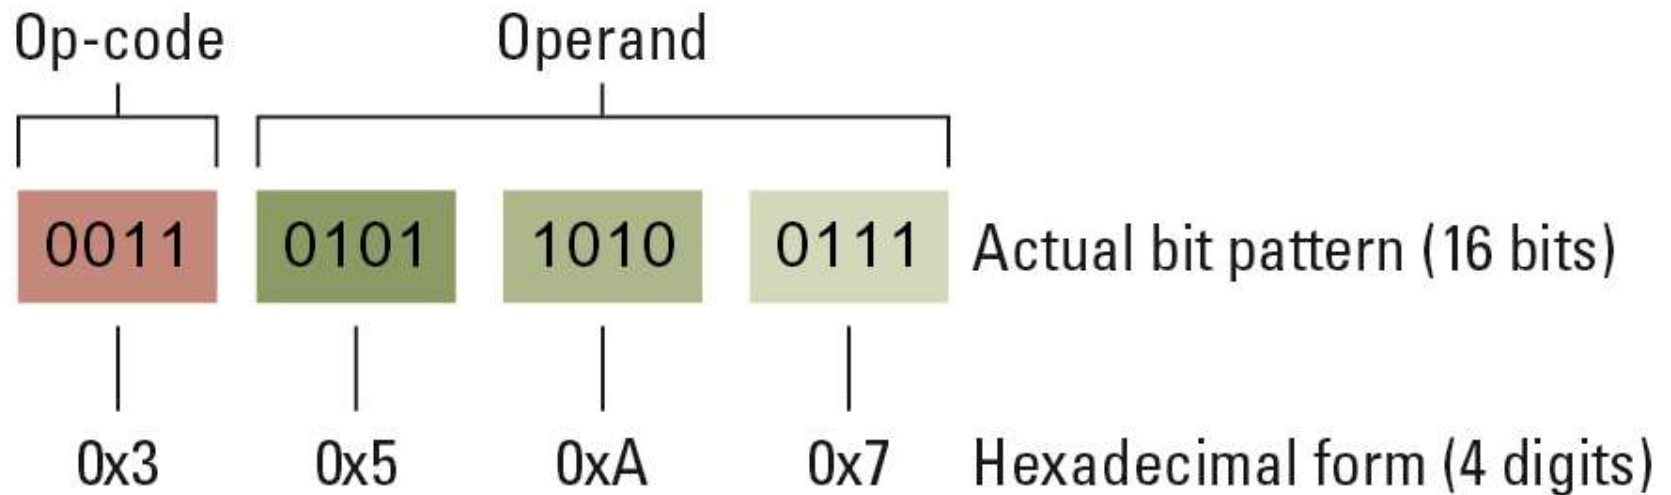 Op-code Operand
0011 0101 1010 0111 Actual bit pattern (16 bits)
0x3 0x5 0xA 0x7 Hexadecimal form (4 digits)